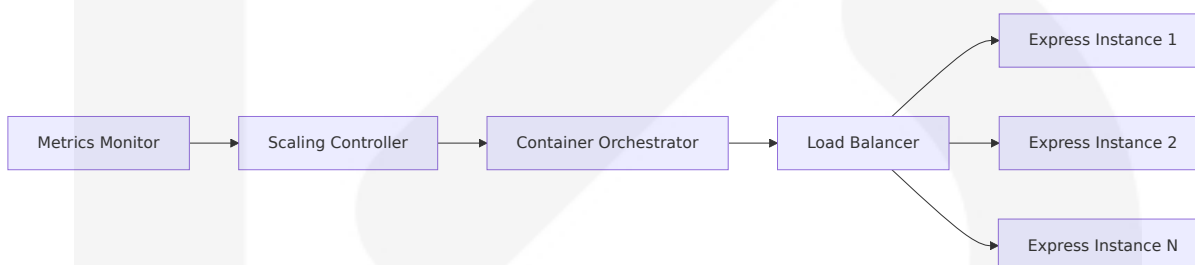 Express Instance 1
Metrics Monitor
Scaling Controller
Container Orchestrator
Load Balancer
Express Instance 2
Express Instance N